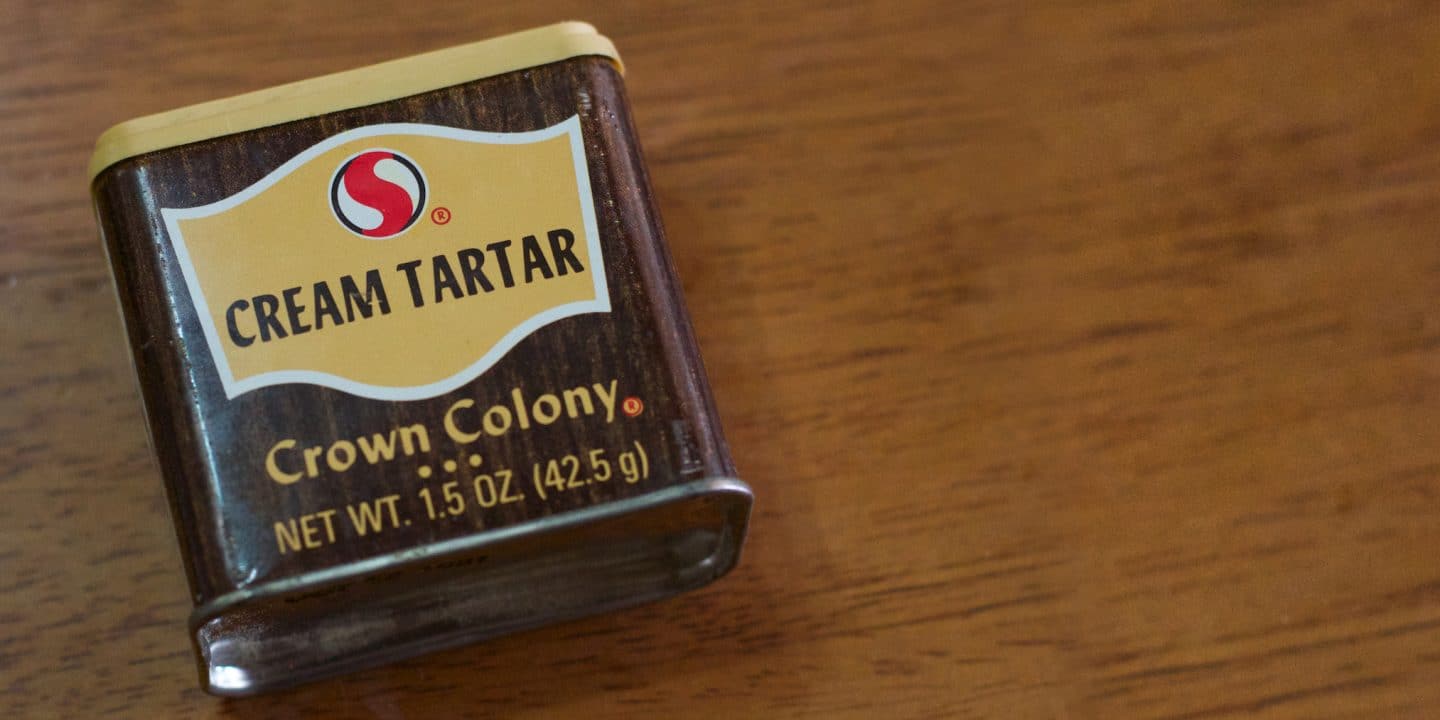 S®
CREAM TARTAR
Crown Colony®
NET WT. 1.5 OZ. (42.5 g)